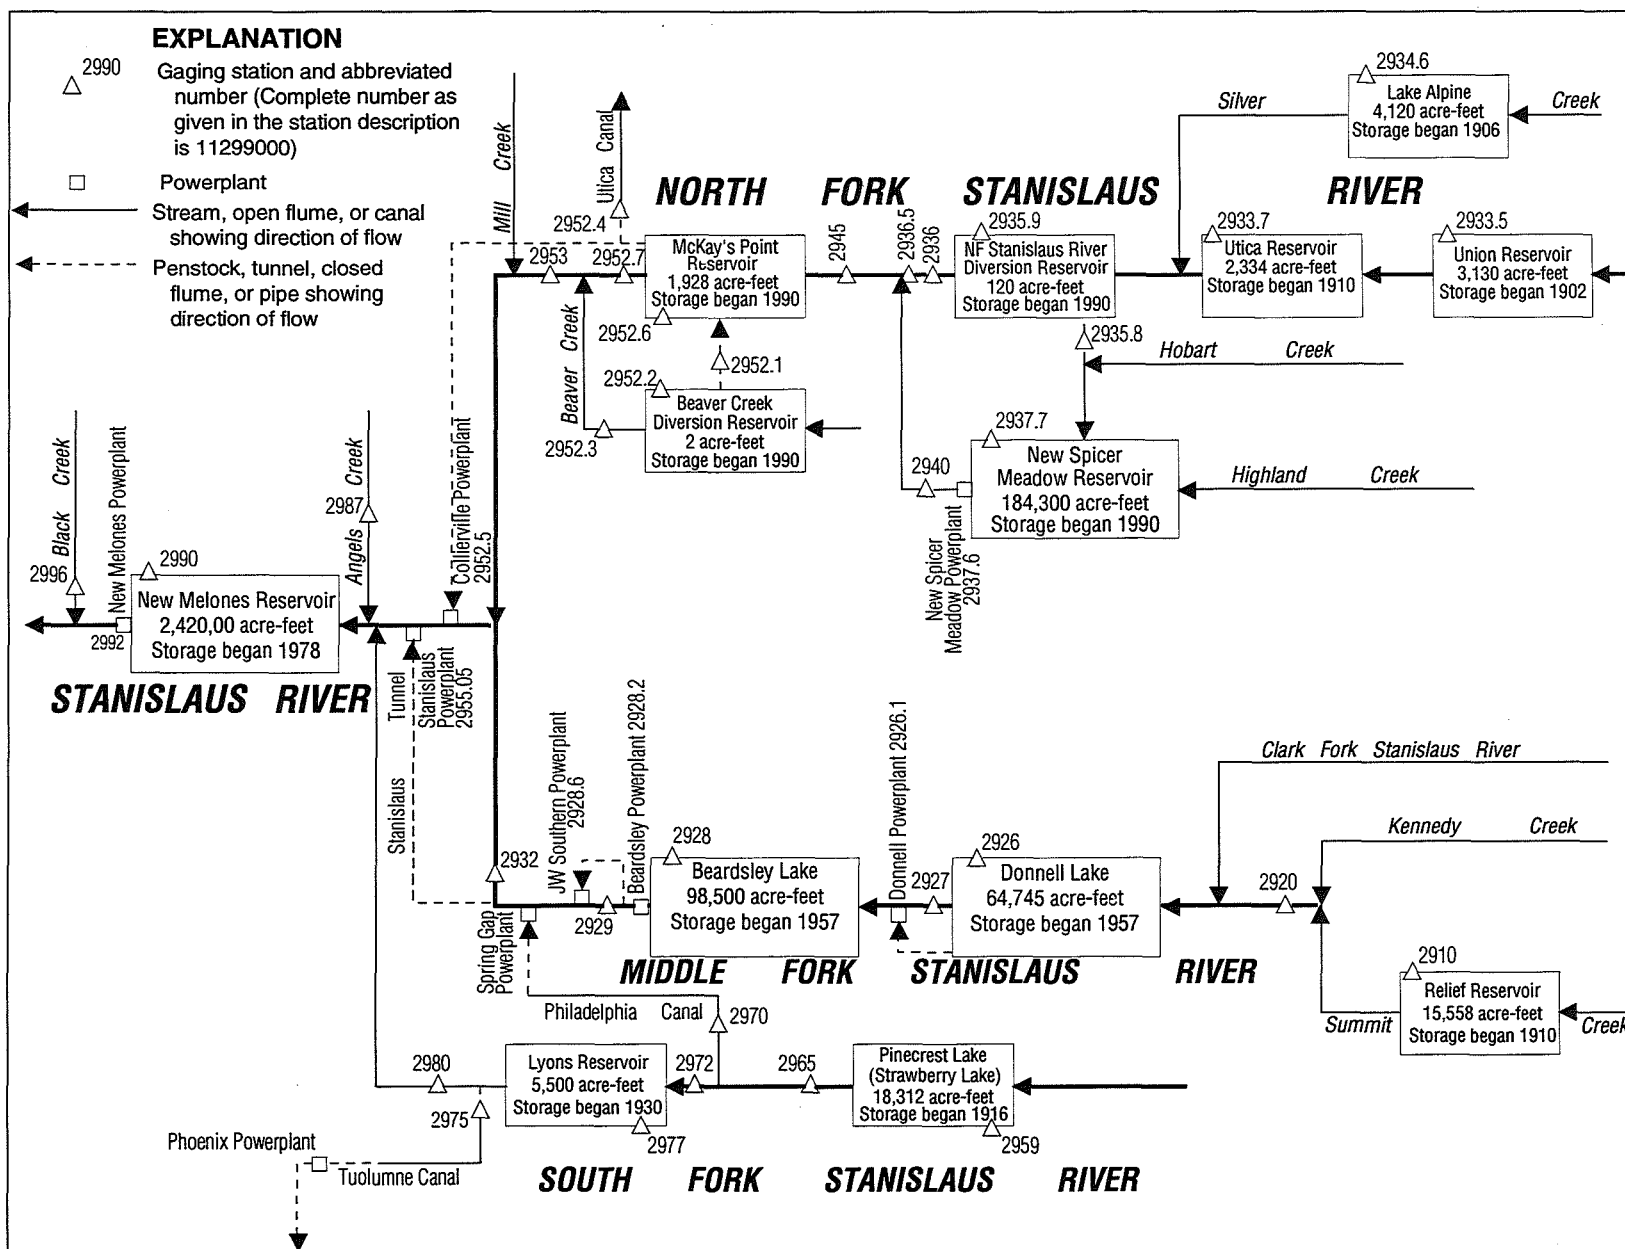 EXPLANATION
2990
Gaging station and abbreviated
number (Complete number as
given in the station description
is 11299000)
Powerplant
Stream, open flume, or canal
showing direction of flow
Penstock, tunnel, closed
flume, or pipe showing
direction of flow
Mill Creek
Utica Canal
2952.4
2953
2952.7
NORTH FORK STANISLAUS RIVER
McKay's Point
Reservoir
1,928 acre-feet
Storage began 1990
2952.6
2945
2936.5
2936
2935.9
NF Stanislaus River
Diversion Reservoir
120 acre-feet
Storage began 1990
2935.8
Silver Creek
2934.6
Lake Alpine
4,120 acre-feet
Storage began 1906
2933.7
Utica Reservoir
2,334 acre-feet
Storage began 1910
2933.5
Union Reservoir
3,130 acre-feet
Storage began 1902
Hobart Creek
Beaver Creek
2952.1
2952.2
Beaver Creek
Diversion Reservoir
2 acre-feet
Storage began 1990
2952.3
2937.7
New Spicer
Meadow Reservoir
184,300 acre-feet
Storage began 1990
2940
New Spicer
Meadow Powerplant
2937.6
Highland Creek
Black Creek
2996
New Melones Powerplant
2992
2990
New Melones Reservoir
2,420,00 acre-feet
Storage began 1978
Angels Creek
2987
Collierville Powerplant
2952.5
STANISLAUS RIVER
Stanislaus Tunnel
Stanislaus
Powerplant
2955.05
2932
JW Southern Powerplant
2928.6
2929
Beardsley Powerplant 2928.2
2928
Beardsley Lake
98,500 acre-feet
Storage began 1957
Donnell Powerplant 2926.1
2927
2926
Donnell Lake
64,745 acre-feet
Storage began 1957
Clark Fork Stanislaus River
Kennedy Creek
2920
2910
Relief Reservoir
15,558 acre-feet
Storage began 1910
Summit Creek
Spring Gap
Powerplant
MIDDLE FORK STANISLAUS RIVER
Philadelphia Canal
2970
2980
2975
Lyons Reservoir
5,500 acre-feet
Storage began 1930
2977
2972
2965
Pinecrest Lake
(Strawberry Lake)
18,312 acre-feet
Storage began 1916
2959
Phoenix Powerplant
Tuolumne Canal
SOUTH FORK STANISLAUS RIVER